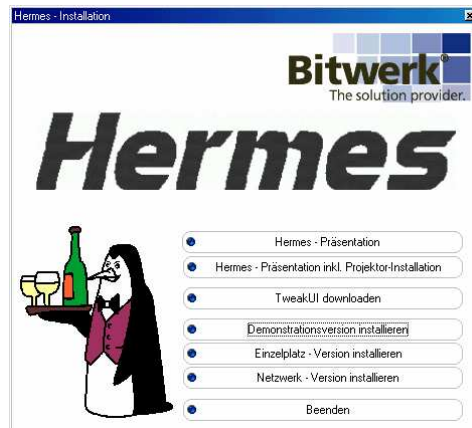 Hermes - Installation
Bitwerk®
The solution provider.
Hermes
Hermes - Präsentation
Hermes - Präsentation inkl. Projektor-Installation
TweakUI downloaden
Demonstrationsversion installieren
Einzelplatz - Version installieren
Netzwerk - Version installieren
Beenden